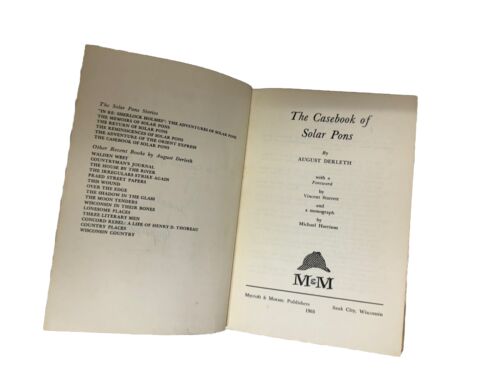 The Solar Pons Stories
"IN RE: SHERLOCK HOLMES": THE ADVENTURES OF SOLAR PONS
THE MEMOIRS OF SOLAR PONS
THE RETURN OF SOLAR PONS
THE REMINISCENCES OF SOLAR PONS
THE ADVENTURE OF THE ORIENT EXPRESS
THE CASEBOOK OF SOLAR PONS
Other Recent Books by August Derleth
WALDEN WEST
COUNTRYMAN'S JOURNAL
THE HOUSE BY THE RIVER
THE IRREGULARS STRIKE AGAIN
PRAED STREET PAPERS
THIS WOUND
OVER THE EDGE
THE SHADOW IN THE GLASS
THE MOON TENDERS
WISCONSIN IN THEIR BONES
LONESOME PLACES
THREE LITERARY MEN
CONCORD REBEL: A LIFE OF HENRY D. THOREAU
COUNTRY PLACES
WISCONSIN COUNTRY
The Casebook of
Solar Pons
By
AUGUST DERLETH
with a
Foreword
by
Vincent Starrett
and
a monograph
by
Michael Harrison
M&M
Mycroft & Moran: Publishers
Sauk City, Wisconsin
1965